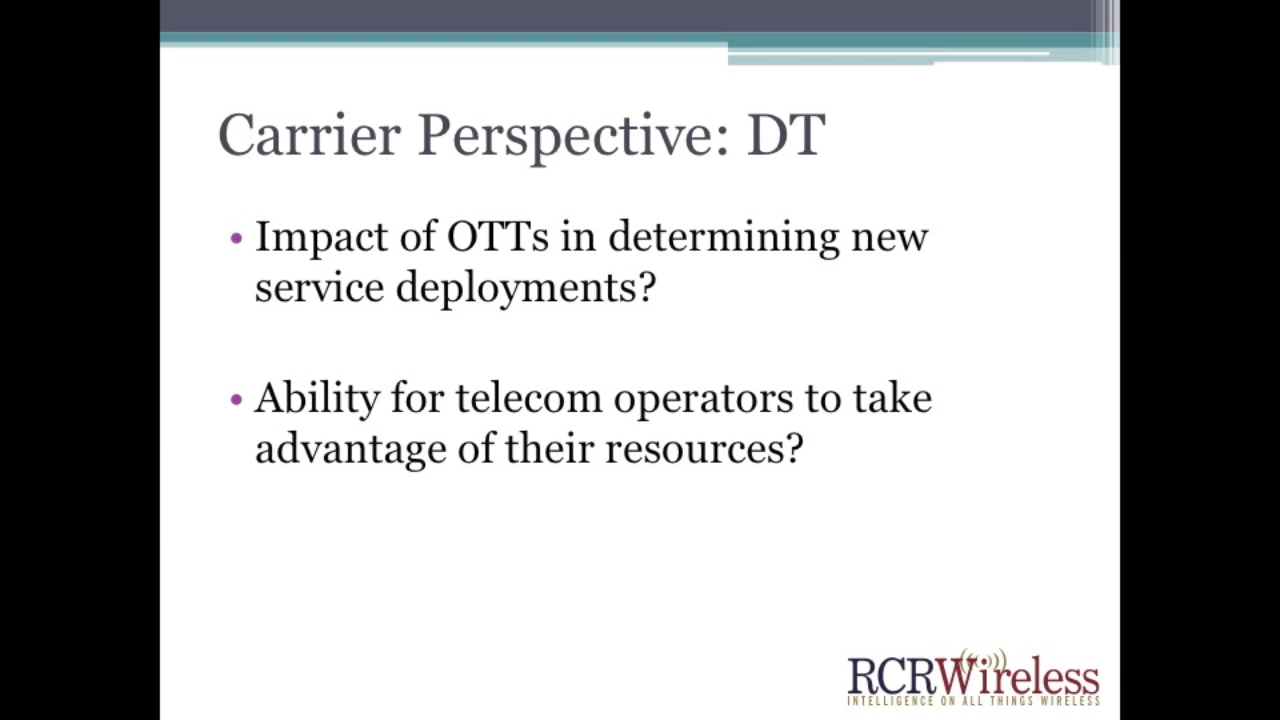 Carrier Perspective: DT
• Impact of OTTs in determining new
service deployments?
• Ability for telecom operators to take
advantage of their resources?
RCRWireless
INTELLIGENCE ON ALL THINGS WIRELESS